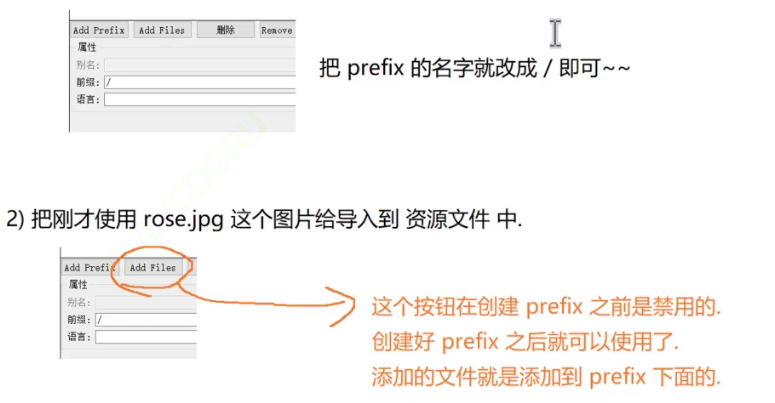 Add Prefix Add Files 删除 Remove
属性
别名:
前缀: /
语言:
把 prefix 的名字就改成 / 即可~~
2) 把刚才使用 rose.jpg 这个图片给导入到 资源文件 中.
Add Prefix Add Files
属性
别名:
前缀: /
语言:
这个按钮在创建 prefix 之前是禁用的.
创建好 prefix 之后就可以使用了.
添加的文件就是添加到 prefix 下面的.